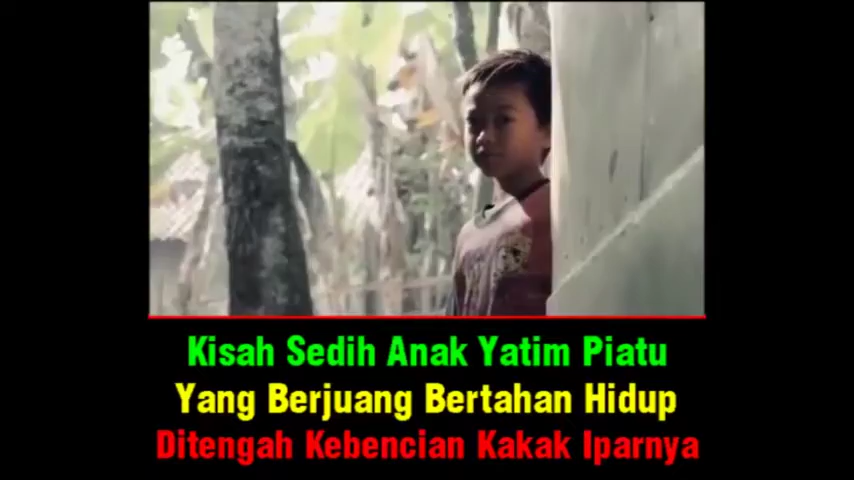 Kisah Sedih Anak Yatim Piatu
Yang Berjuang Bertahan Hidup
Ditengah Kebencian Kakak Iparnya